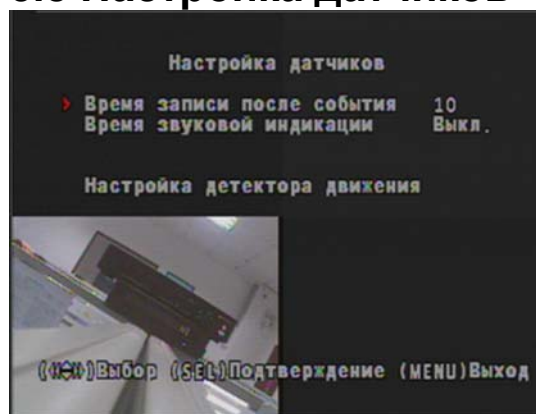 Настройка датчиков
Настройка датчиков
Время записи после события 10
Время звуковой индикации Выкл.
Настройка детектора движения
Выбор (SEL)Подтверждение (MENU)Выход